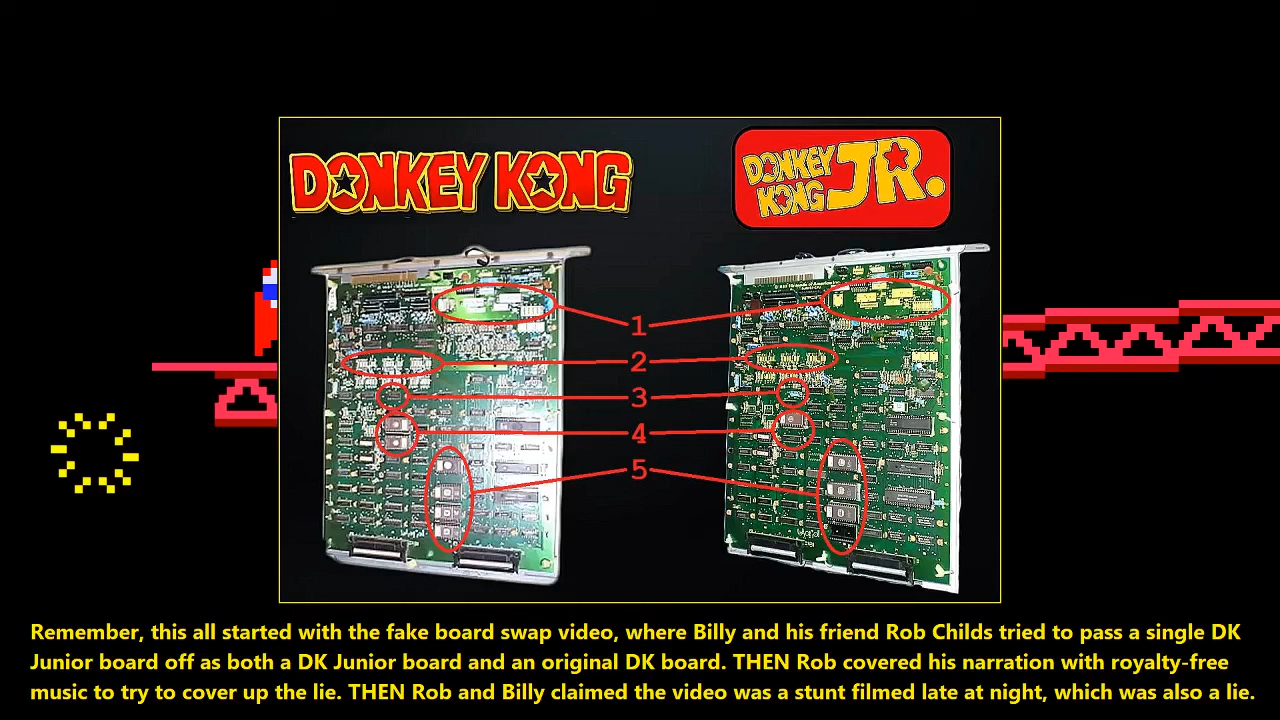 DONKEY KONG
DONKEY
KONG JR.
1
2
3
4
5
Remember, this all started with the fake board swap video, where Billy and his friend Rob Childs tried to pass a single DK
Junior board off as both a DK Junior board and an original DK board. THEN Rob covered his narration with royalty-free
music to try to cover up the lie. THEN Rob and Billy claimed the video was a stunt filmed late at night, which was also a lie.